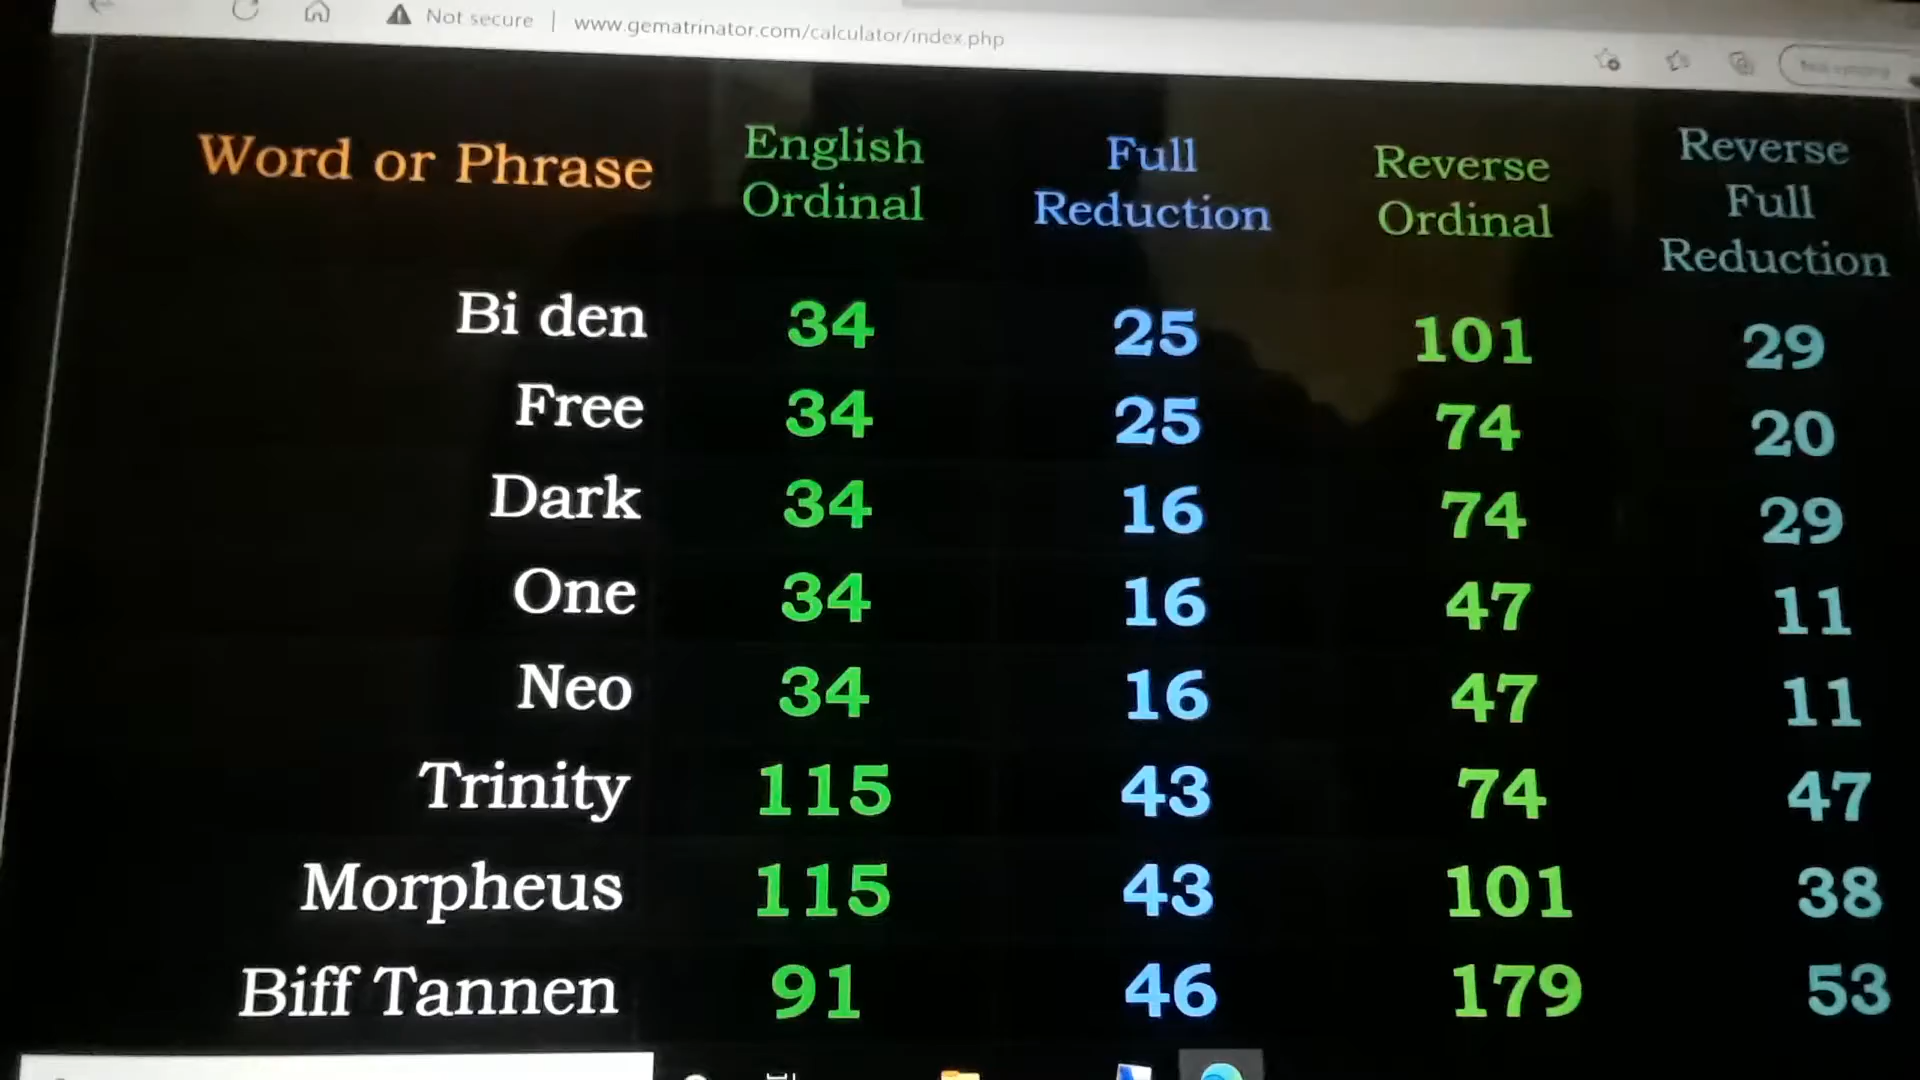 Not secure | www.gematrinator.com/calculator/index.php
Word or Phrase English Ordinal Full Reduction Reverse Ordinal Reverse Full Reduction
Bi den 34 25 101 29
Free 34 25 74 20
Dark 34 16 74 29
One 34 16 47 11
Neo 34 16 47 11
Trinity 115 43 74 47
Morpheus 115 43 101 38
Biff Tannen 91 46 179 53